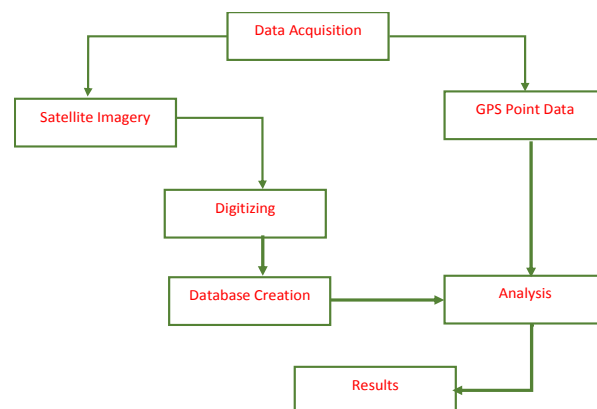 Data Acquisition
Satellite Imagery
GPS Point Data
Digitizing
Database Creation
Analysis
Results